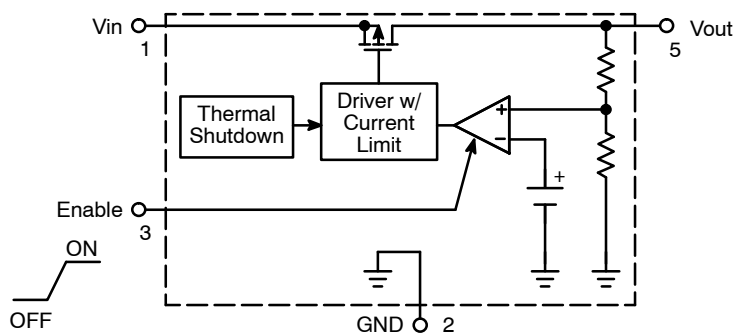 Vin
1
5
Vout
Thermal
Shutdown
Driver w/
Current
Limit
+
−
+
Enable
3
ON
OFF
GND
2